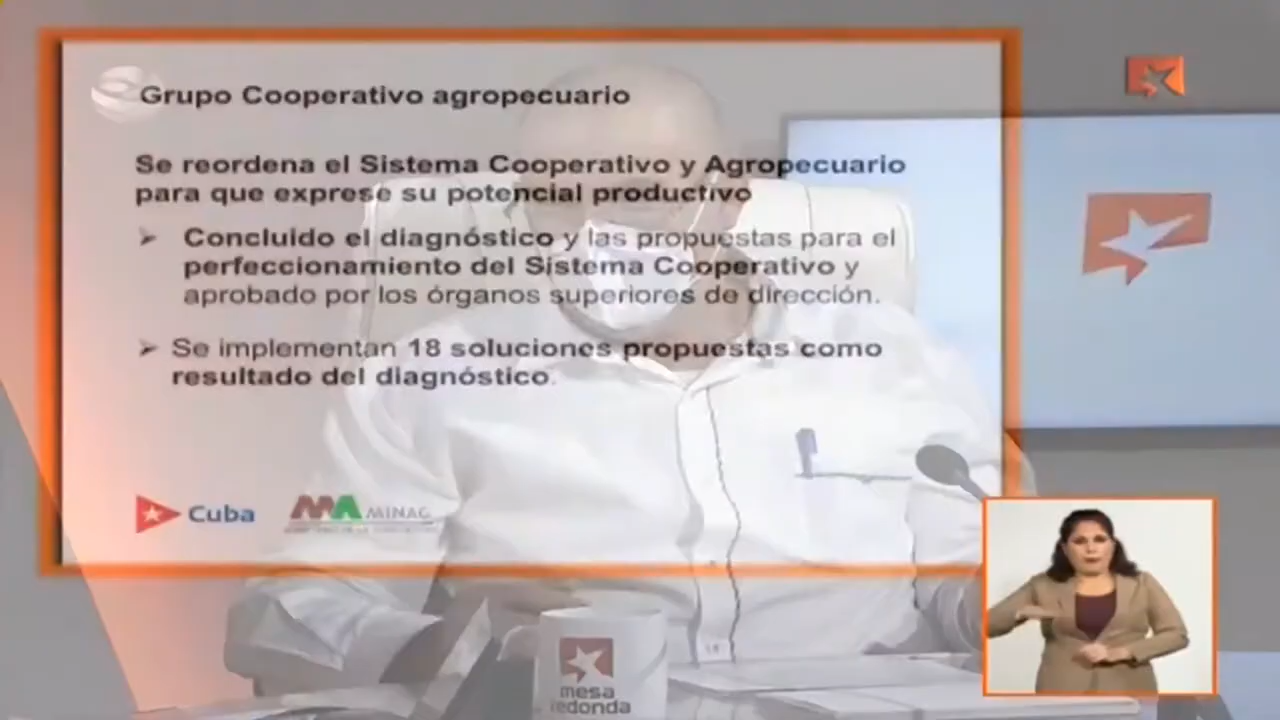 Grupo Cooperativo agropecuario
Se reordena el Sistema Cooperativo y Agropecuario
para que exprese su potencial productivo
➤ Concluido el diagnóstico y las propuestas para el
perfeccionamiento del Sistema Cooperativo y
aprobado por los órganos superiores de dirección.
➤ Se implementan 18 soluciones propuestas como
resultado del diagnóstico.
Cuba
MINAG
mesa
redonda